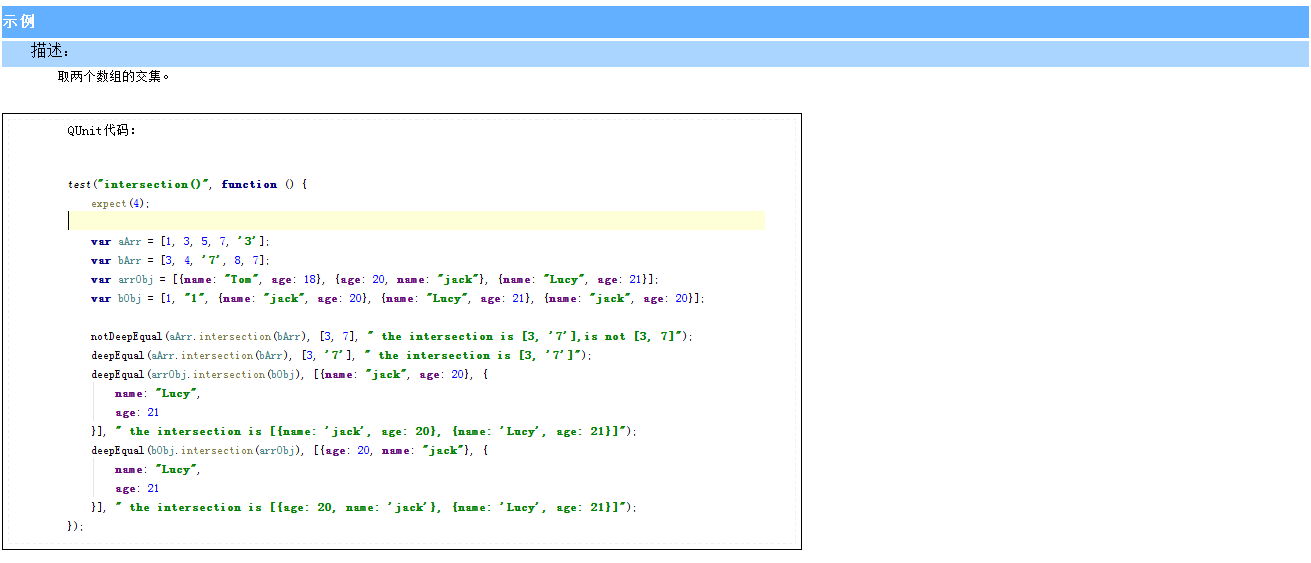 示例
描述：
取两个数组的交集。
QUnit代码：
test("intersection()", function () {
expect(4);
var aArr = [1, 3, 5, 7, '3'];
var bArr = [3, 4, '7', 8, 7];
var arrObj = [{name: "Tom", age: 18}, {age: 20, name: "jack"}, {name: "Lucy", age: 21}];
var bObj = [1, "1", {name: "jack", age: 20}, {name: "Lucy", age: 21}, {name: "jack", age: 20}];
notDeepEqual(aArr.intersection(bArr), [3, 7], " the intersection is [3, '7'],is not [3, 7]");
deepEqual(aArr.intersection(bArr), [3, '7'], " the intersection is [3, '7']");
deepEqual(arrObj.intersection(bObj), [{name: "jack", age: 20}, {
name: "Lucy",
age: 21
}], " the intersection is [{name: 'jack', age: 20}, {name: 'Lucy', age: 21}]");
deepEqual(bObj.intersection(arrObj), [{age: 20, name: "jack"}, {
name: "Lucy",
age: 21
}], " the intersection is [{age: 20, name: 'jack'}, {name: 'Lucy', age: 21}]");
});